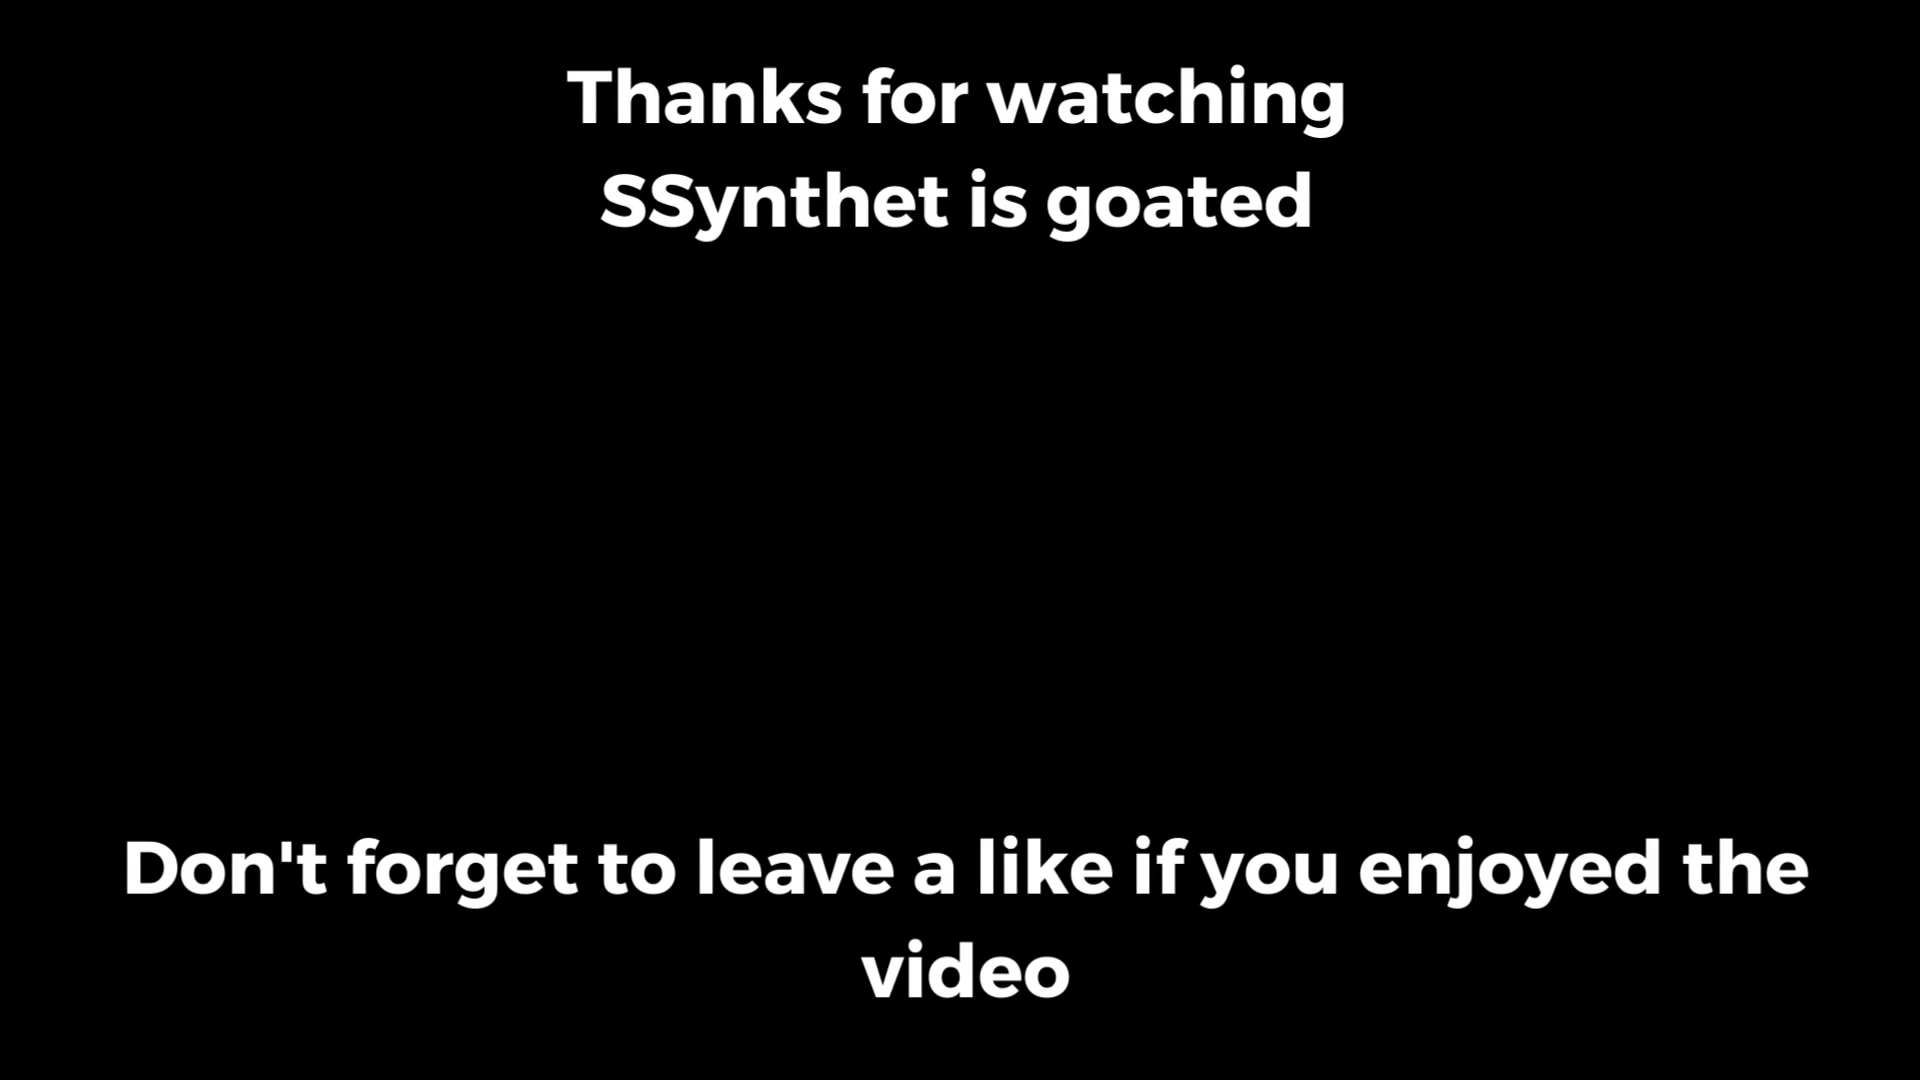 Thanks for watching
SSynthet is goated
Don't forget to leave a like if you enjoyed the
video